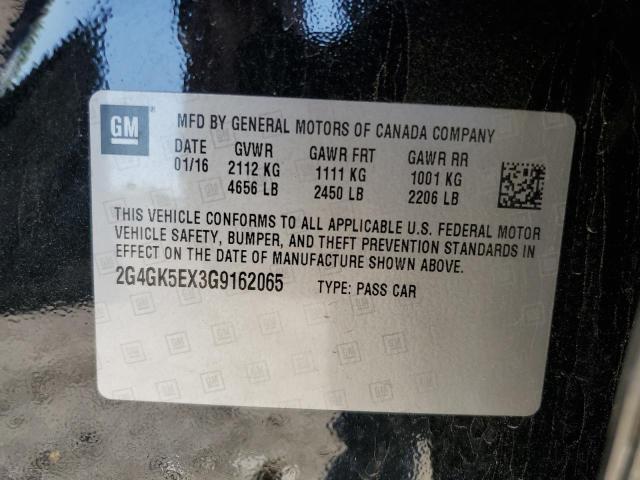 GM
MFD BY GENERAL MOTORS OF CANADA COMPANY
DATE GVWR GAWR FRT GAWR RR
01/16 2112 KG 1111 KG 1001 KG
4656 LB 2450 LB 2206 LB
THIS VEHICLE CONFORMS TO ALL APPLICABLE U.S. FEDERAL MOTOR
VEHICLE SAFETY, BUMPER, AND THEFT PREVENTION STANDARDS IN
EFFECT ON THE DATE OF MANUFACTURE SHOWN ABOVE.
2G4GK5EX3G9162065 TYPE: PASS CAR